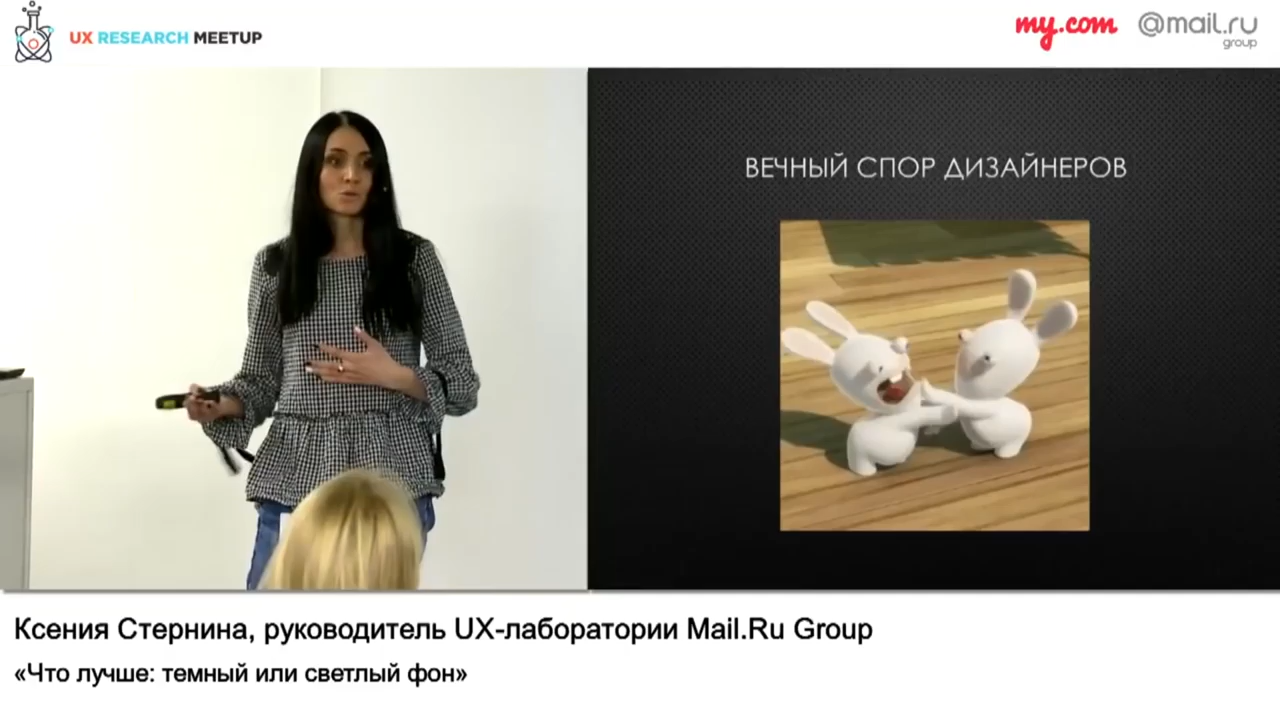 UX RESEARCH MEETUP
my.com
@mail.ru
group
ВЕЧНЫЙ СПОР ДИЗАЙНЕРОВ
Ксения Стернина, руководитель UX-лаборатории Mail.Ru Group
«Что лучше: темный или светлый фон»